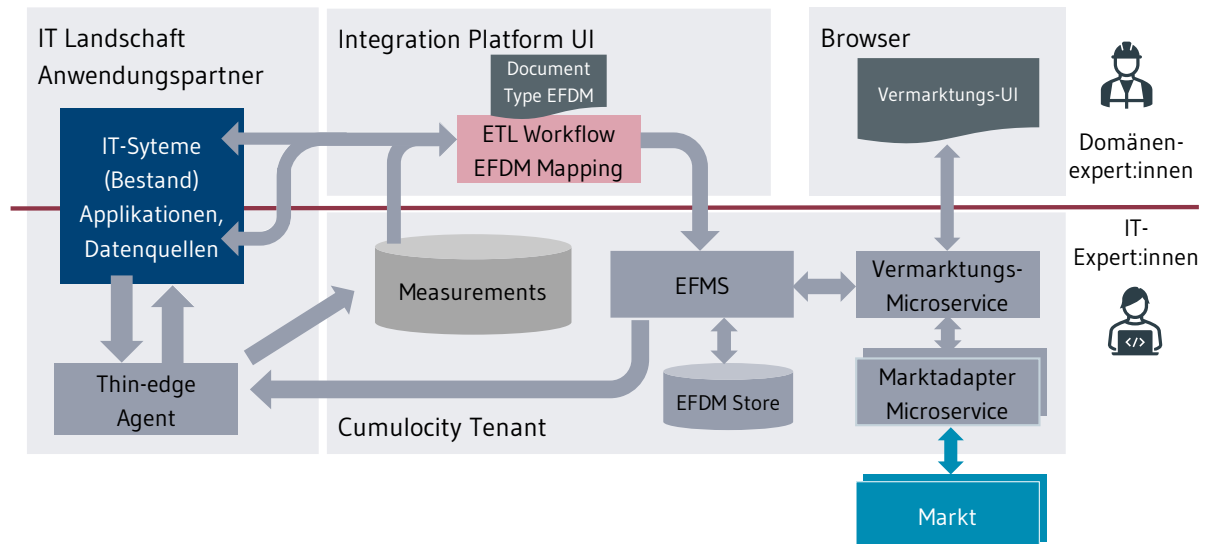 IT Landschaft
Anwendungspartner
IT-Syteme
(Bestand)
Applikationen,
Datenquellen
Thin-edge
Agent
Integration Platform UI
Document
Type EFDM
ETL Workflow
EFDM Mapping
Measurements
EFMS
EFDM Store
Cumulocity Tenant
Browser
Vermarktungs-UI
Vermarktungs-
Microservice
Marktadapter
Microservice
Markt
Domänen-
expert:innen
IT-
Expert:innen
</>